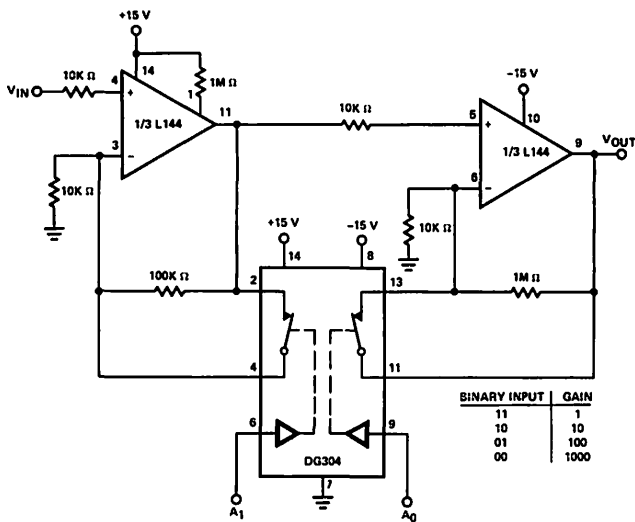 +15 V
14
1M Ω
1
10K Ω
V_IN
4
+
1/3 L144
11
3
−
10K Ω
10K Ω
−15 V
10
5
+
1/3 L144
9
V_OUT
6
−
10K Ω
+15 V
−15 V
14
8
100K Ω
2
13
1M Ω
4
11
6
9
DG304
7
A₁
A₀
BINARY INPUT GAIN
11 1
10 10
01 100
00 1000